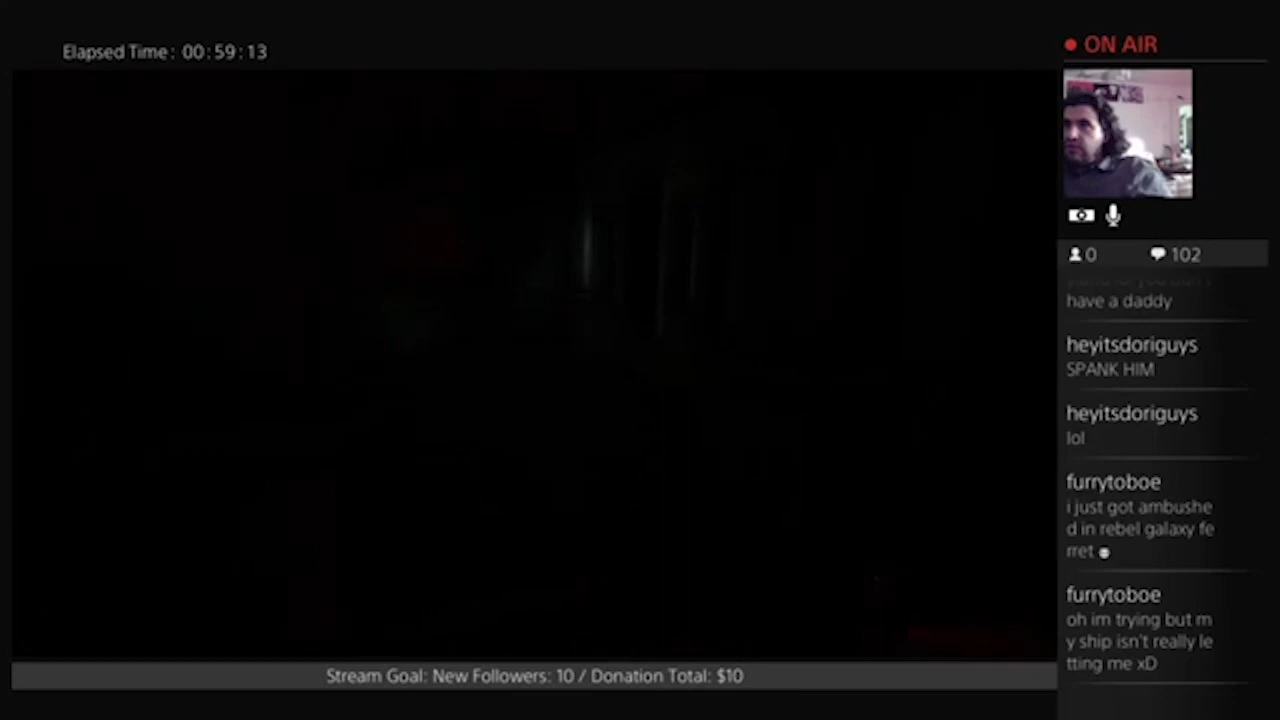 Elapsed Time: 00:59:13
ON AIR
0 102
have a daddy
heyitsdoriguys
SPANK HIM
heyitsdoriguys
lol
furrytoboe
i just got ambushe
d in rebel galaxy fe
rret
furrytoboe
oh im trying but m
y ship isn't really le
tting me xD
Stream Goal: New Followers: 10 / Donation Total: $10